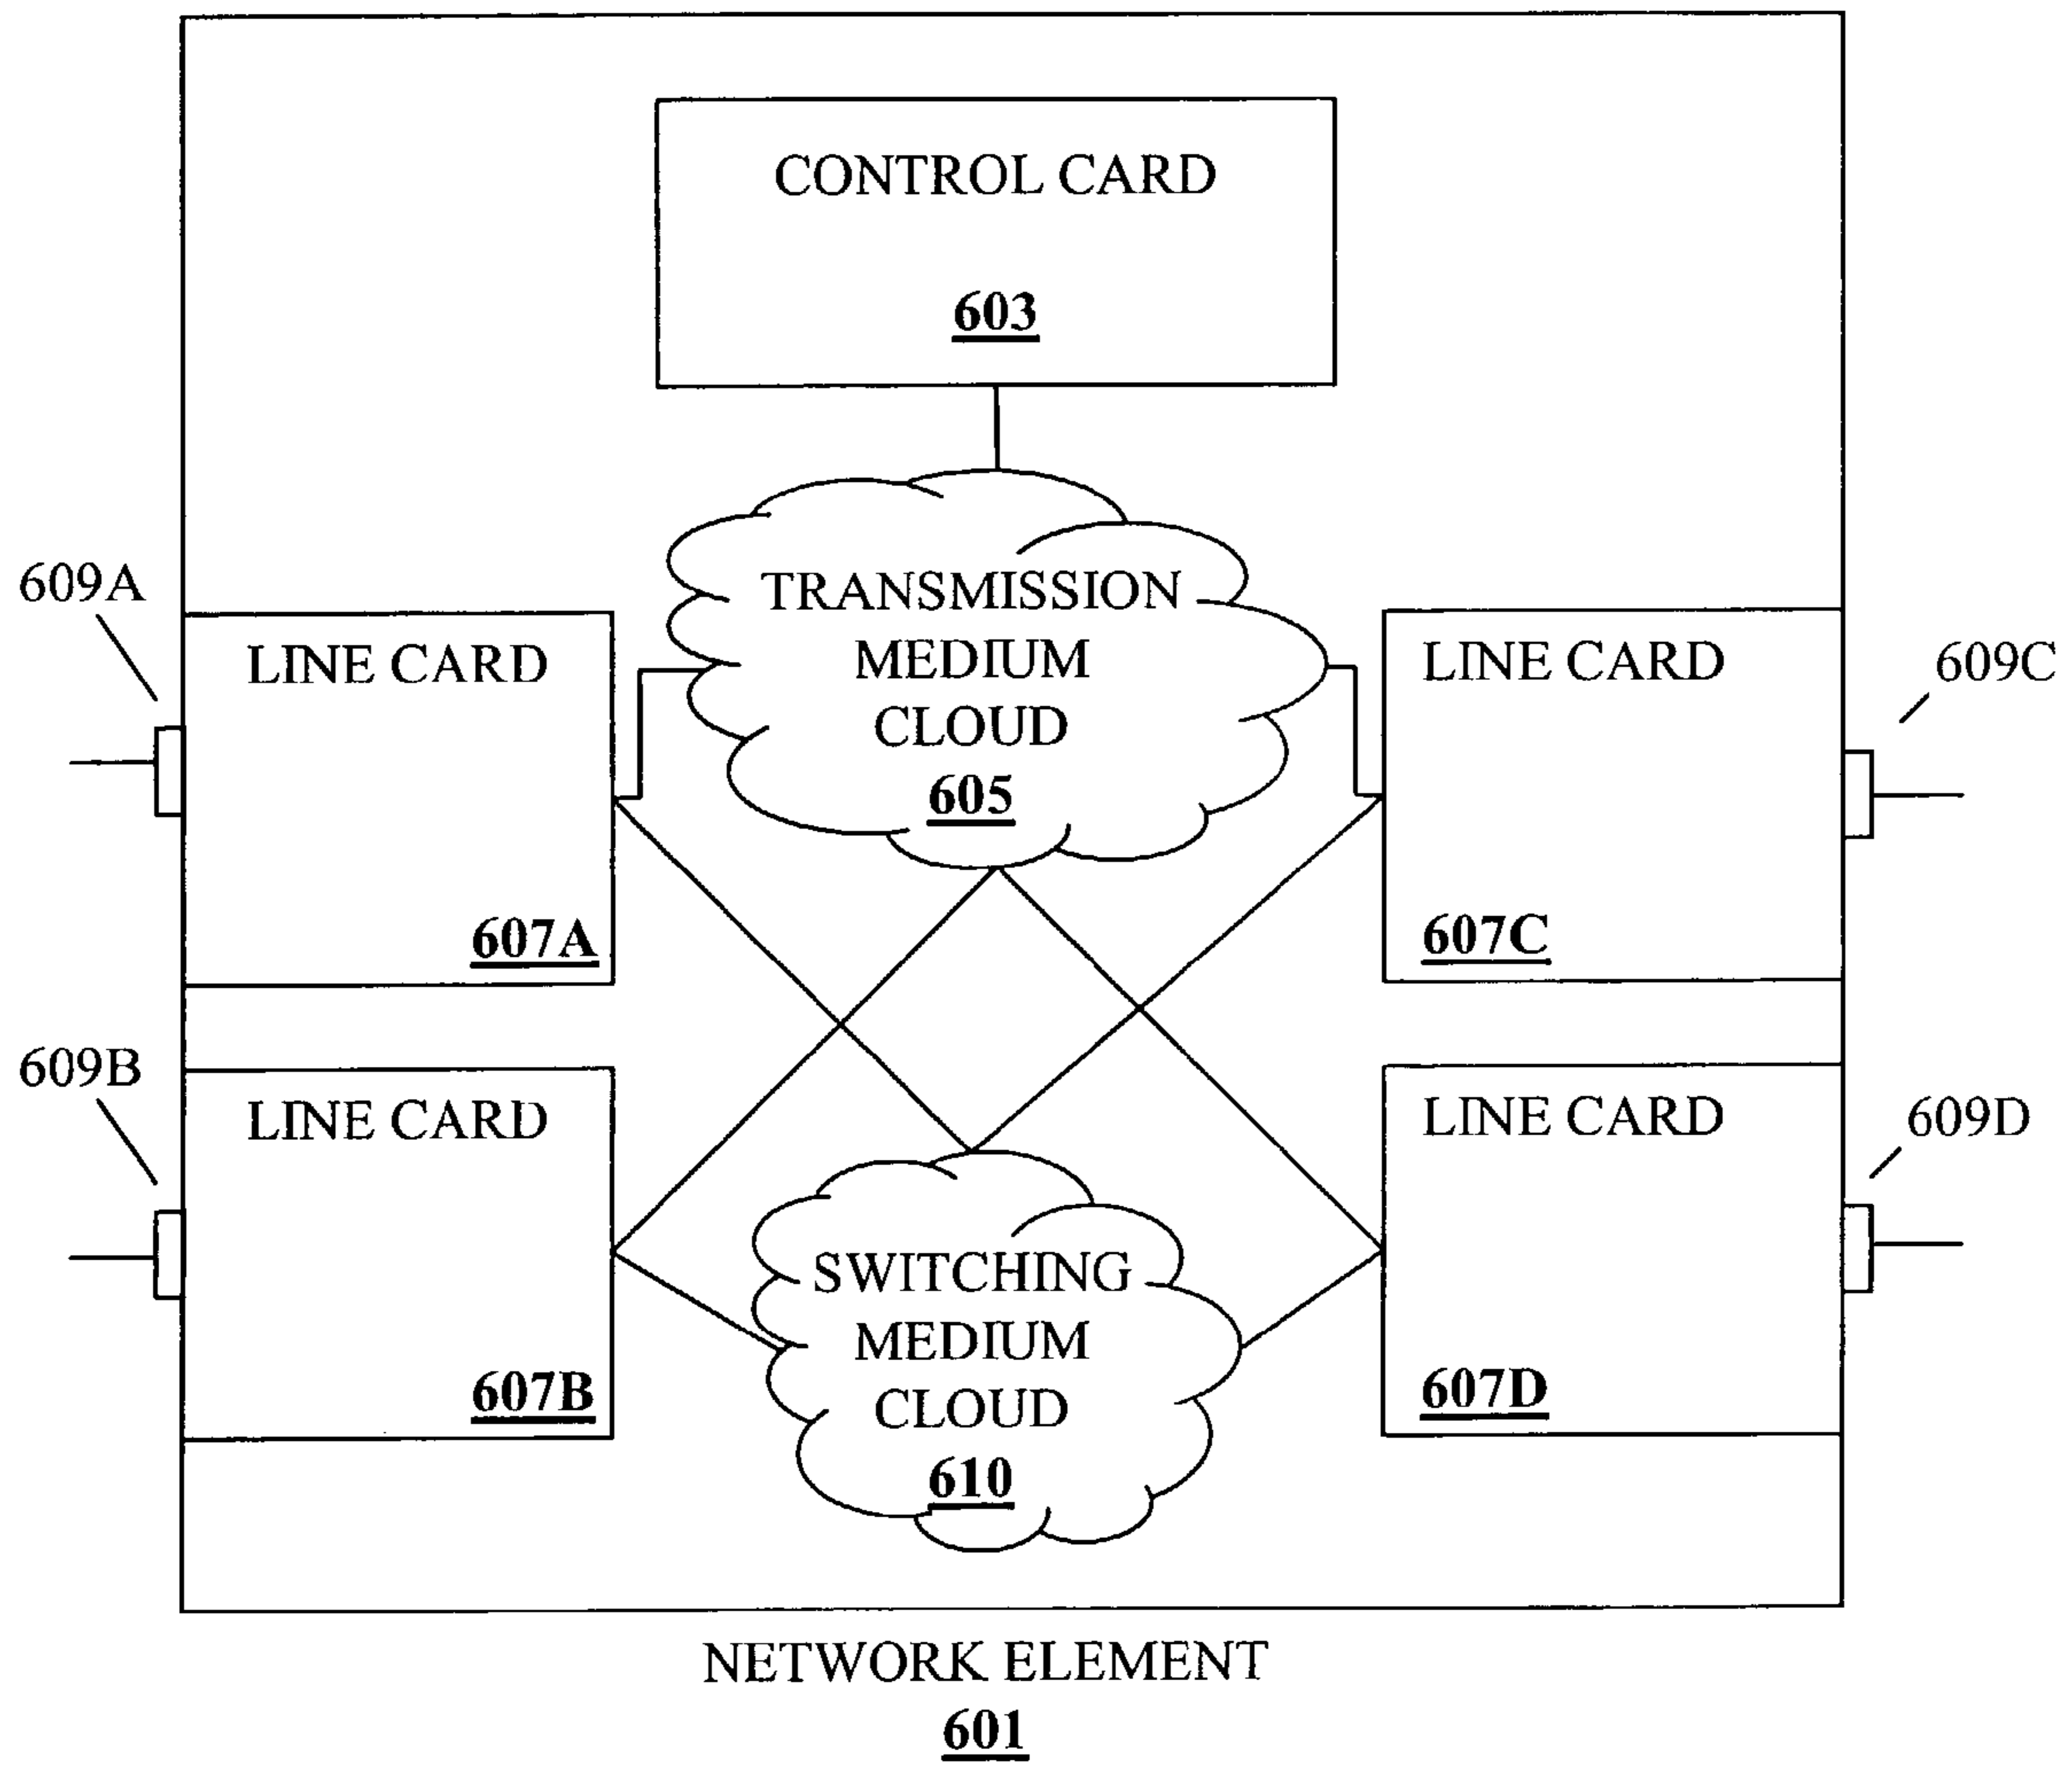 CONTROL CARD
603
TRANSMISSION
MEDIUM
CLOUD
605
609A
LINE CARD
607A
LINE CARD
607C
609C
609B
LINE CARD
607B
SWITCHING
MEDIUM
CLOUD
610
LINE CARD
607D
609D
NETWORK ELEMENT
601